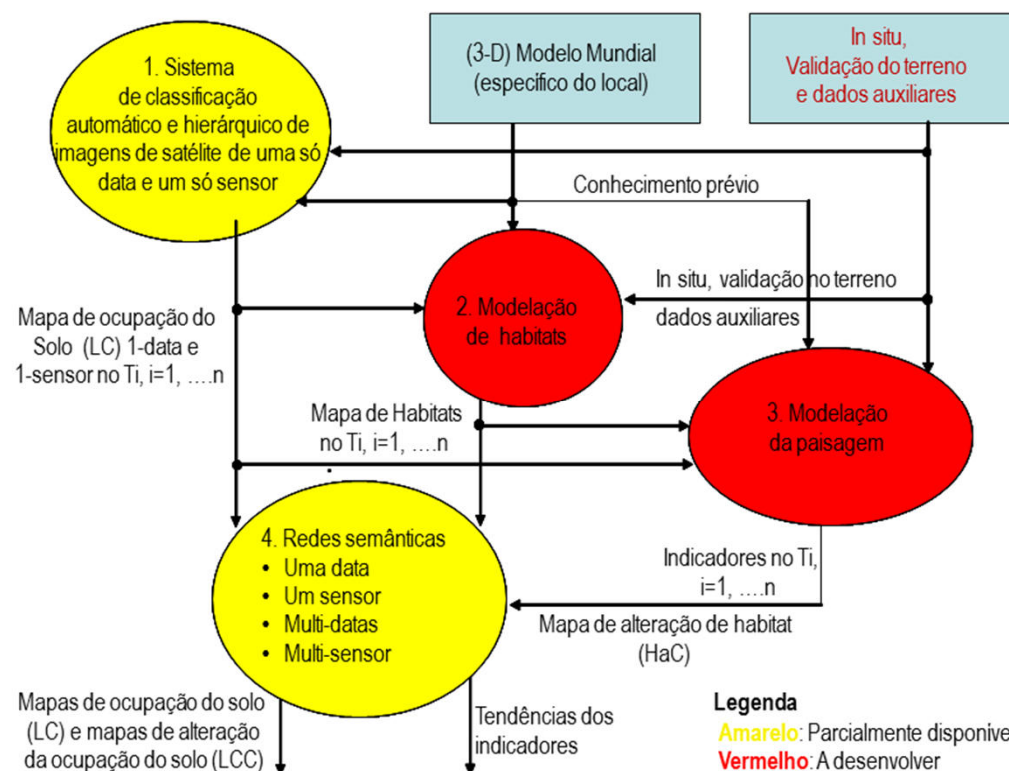 1. Sistema
de classificação
automático e hierárquico de
imagens de satélite de uma só
data e um só sensor
(3-D) Modelo Mundial
(específico do local)
In situ,
Validação do terreno
e dados auxiliares
Conhecimento prévio
2. Modelação
de habitats
In situ, validação no terreno
dados auxiliares
Mapa de ocupação do
Solo (LC) 1-data e
1-sensor no Ti, i=1, ....n
Mapa de Habitats
no Ti, i=1, ....n
3. Modelação
da paisagem
4. Redes semânticas
• Uma data
• Um sensor
• Multi-datas
• Multi-sensor
Indicadores no Ti,
i=1, ....n
Mapa de alteração de habitat
(HaC)
Mapas de ocupação do solo
(LC) e mapas de alteração
da ocupação do solo (LCC)
Tendências dos
indicadores
Legenda
Amarelo: Parcialmente disponíve
Vermelho: A desenvolver